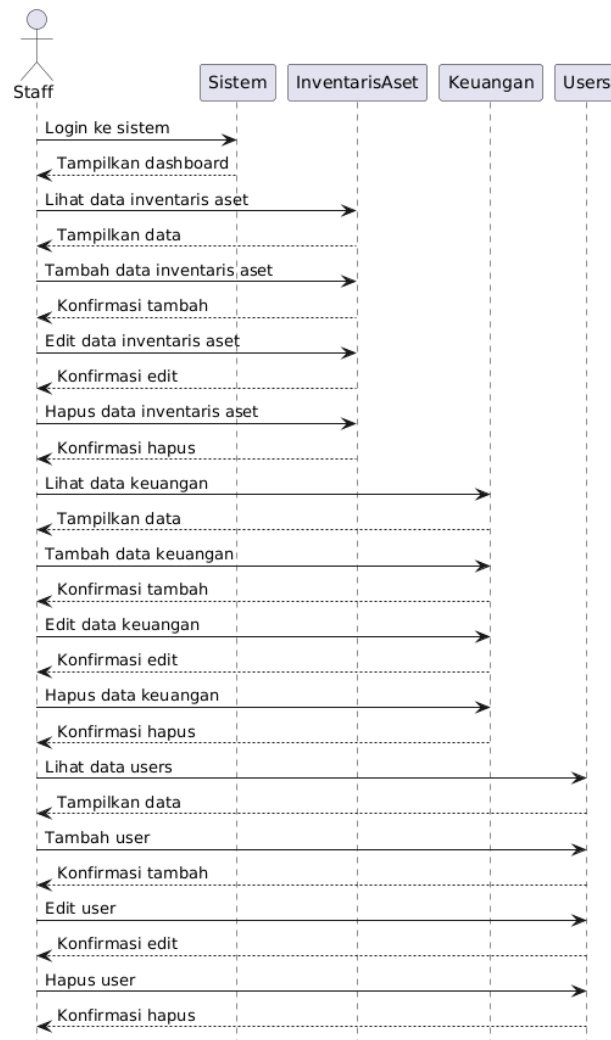 Staff
Sistem
InventarisAset
Keuangan
Users
Login ke sistem
Tampilkan dashboard
Lihat data inventaris aset
Tampilkan data
Tambah data inventaris aset
Konfirmasi tambah
Edit data inventaris aset
Konfirmasi edit
Hapus data inventaris aset
Konfirmasi hapus
Lihat data keuangan
Tampilkan data
Tambah data keuangan
Konfirmasi tambah
Edit data keuangan
Konfirmasi edit
Hapus data keuangan
Konfirmasi hapus
Lihat data users
Tampilkan data
Tambah user
Konfirmasi tambah
Edit user
Konfirmasi edit
Hapus user
Konfirmasi hapus